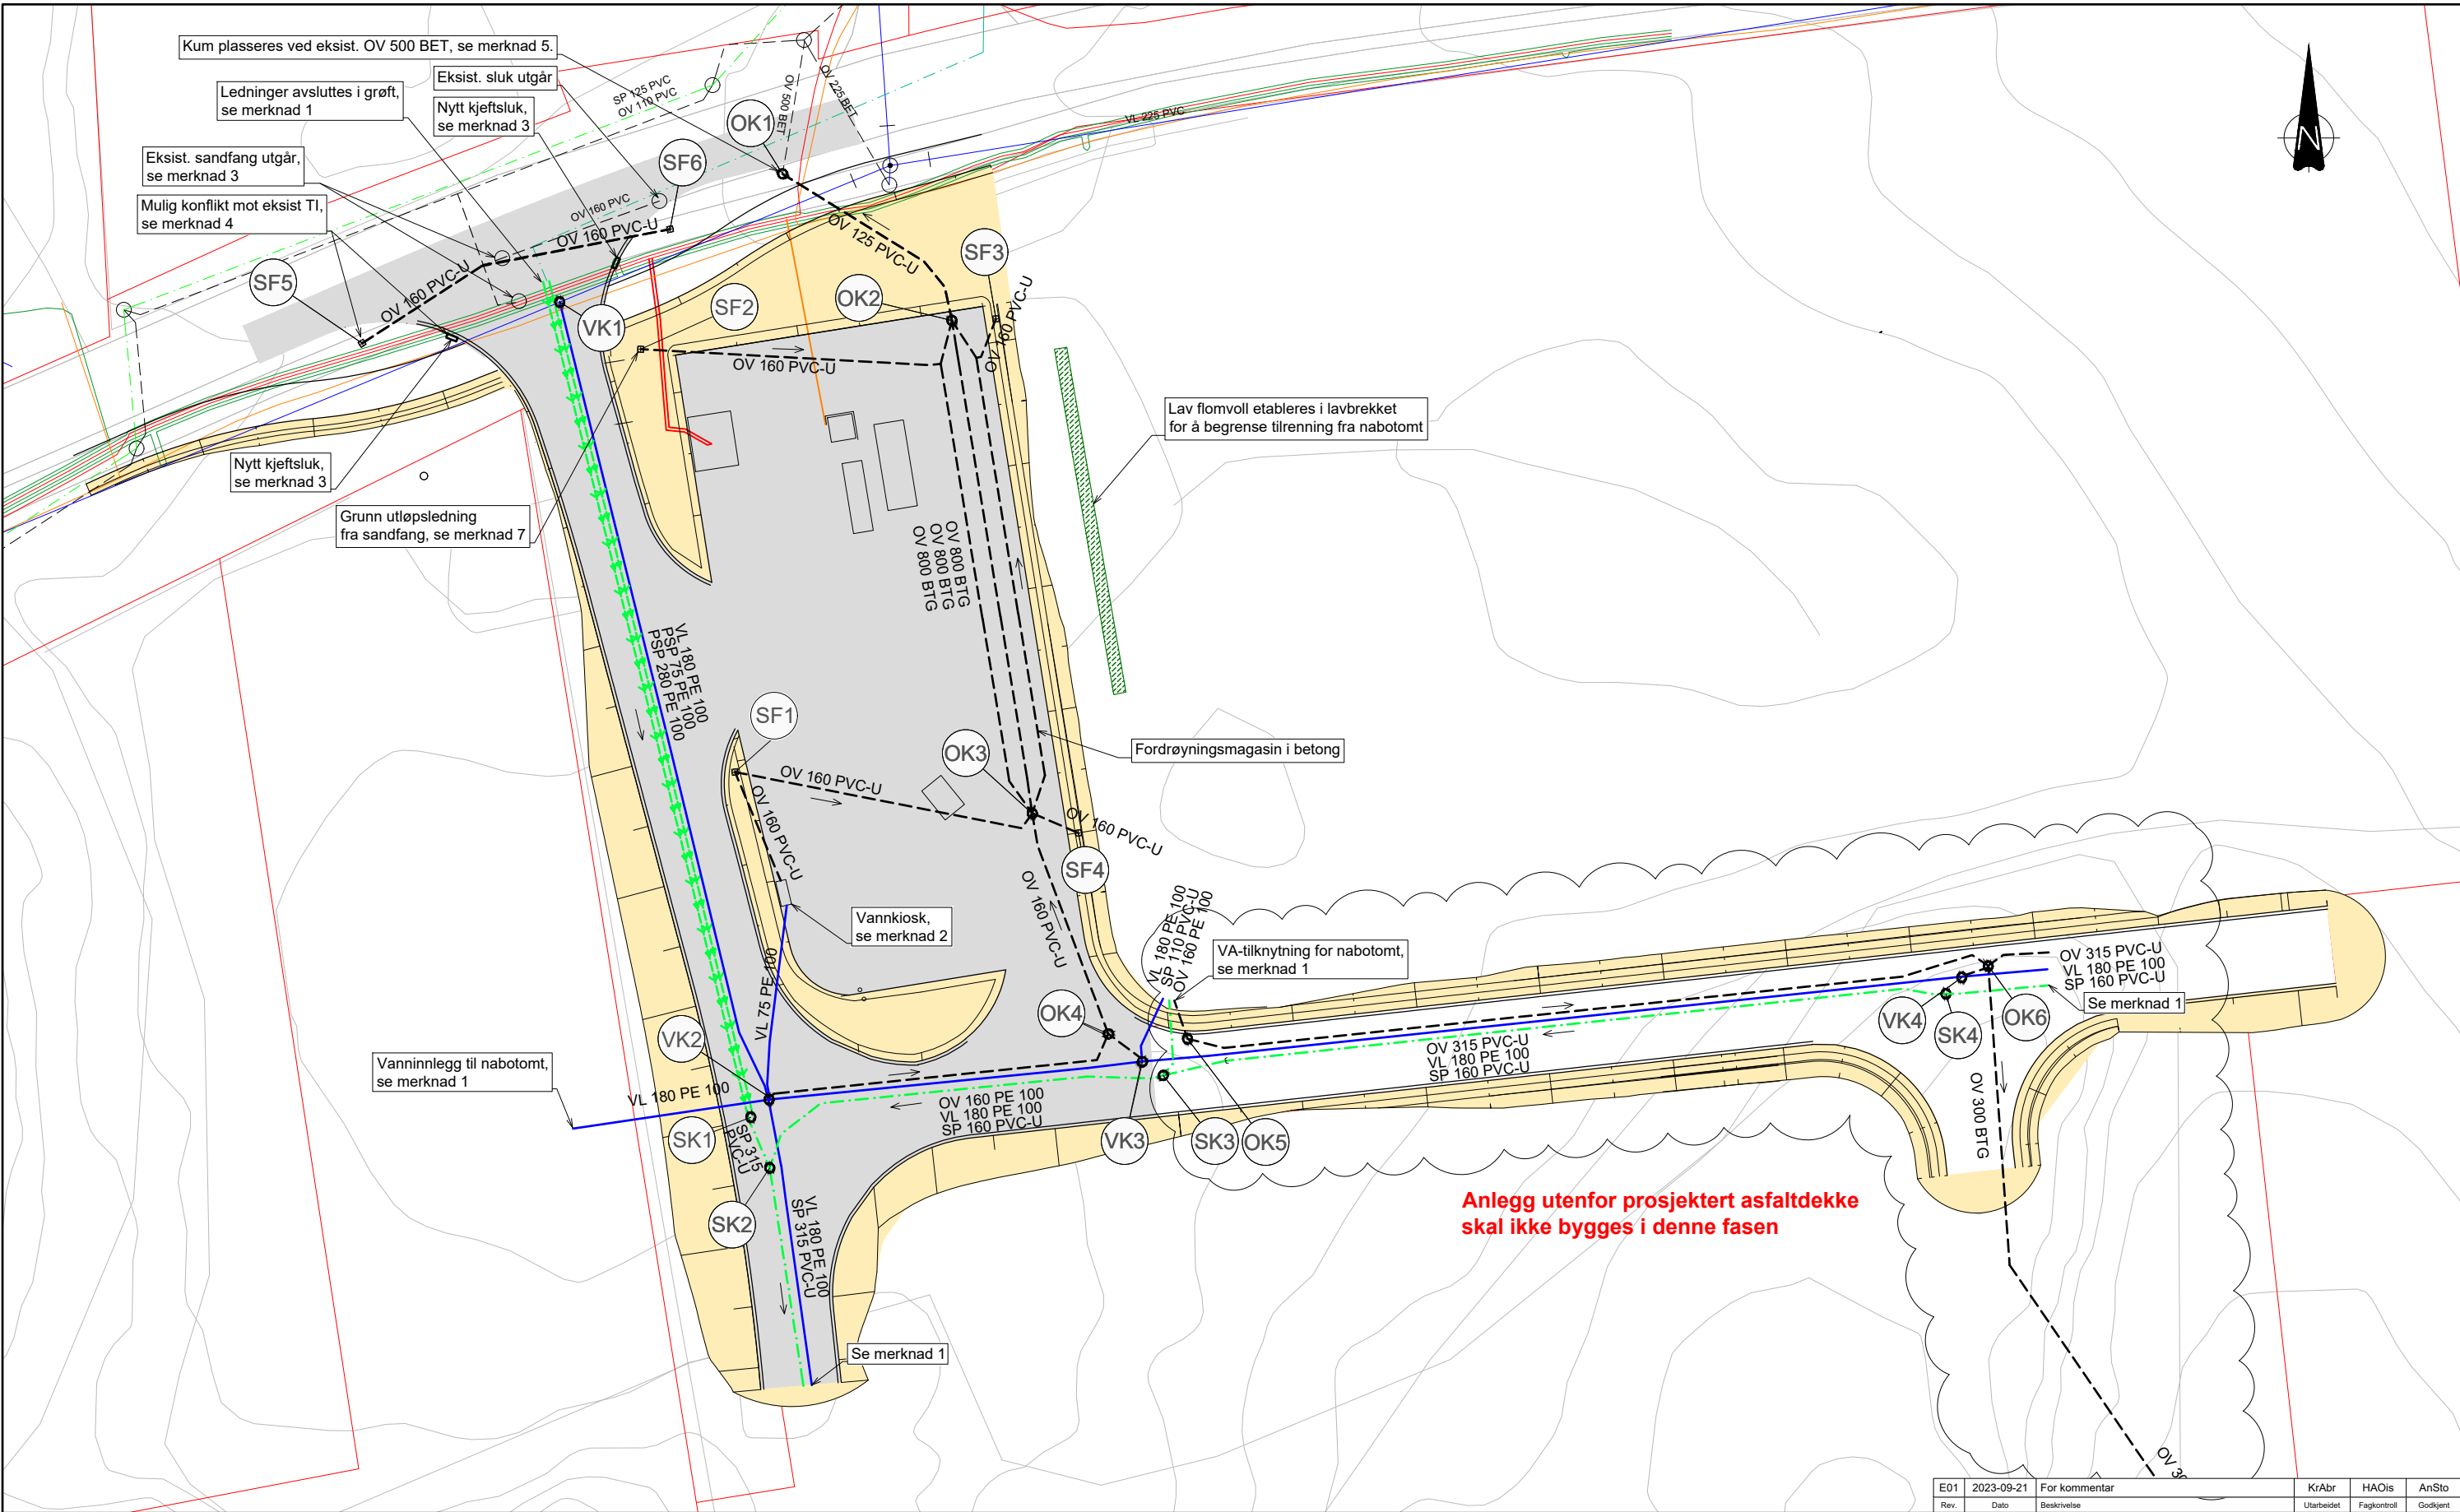 Kum plasseres ved eksist. OV 500 BET, se merknad 5.
Eksist. sluk utgår
Ledninger avsluttes i grøft,
se merknad 1
Nytt kjeftsluk,
se merknad 3
SP 125 PVC
OV 110 PVC
OV 500 BET
OV 225 BET
VL 225 PVC
OK1
SF6
Eksist. sandfang utgår,
se merknad 3
Mulig konflikt mot eksist TI,
se merknad 4
OV 160 PVC
OV 160 PVC-U
OV 160 PVC-U
OV 125 PVC-U
SF5
VK1
SF2
OK2
SF3
OV 160 PVC-U
OV 160 PVC-U
N
Nytt kjeftsluk,
se merknad 3
Grunn utløpsledning
fra sandfang, se merknad 7
Lav flomvoll etableres i lavbrekket
for å begrense tilrenning fra nabotomt
OV 800 BTG
OV 800 BTG
OV 800 BTG
VL 180 PE 100
PSP 75 PE 100
PSP 280 PE 100
SF1
OK3
Fordrøyningsmagasin i betong
OV 160 PVC-U
OV 160 PVC-U
OV 160 PVC-U
SF4
OV 160 PVC-U
Vannkiosk,
se merknad 2
VL 75 PE 100
VL 180 PE 100
SP 110 PVC-U
OV 160 PE 100
VA-tilknytning for nabotomt,
se merknad 1
OV 315 PVC-U
VL 180 PE 100
SP 160 PVC-U
Se merknad 1
OK4
VK2
VK4
SK4
OK6
Vanninnlegg til nabotomt,
se merknad 1
VL 180 PE 100
OV 315 PVC-U
VL 180 PE 100
SP 160 PVC-U
OV 160 PE 100
VL 180 PE 100
SP 160 PVC-U
OV 300 BTG
SK1
SP 315
PVC-U
VK3
SK3
OK5
SK2
VL 180 PE 100
SP 315 PVC-U
Anlegg utenfor prosjektert asfaltdekke
skal ikke bygges i denne fasen
Se merknad 1
E01 2023-09-21 For kommentar KrAbr HAOis AnSto
Rev. Dato Beskrivelse Utarbeidet Fagkontroll Godkjent